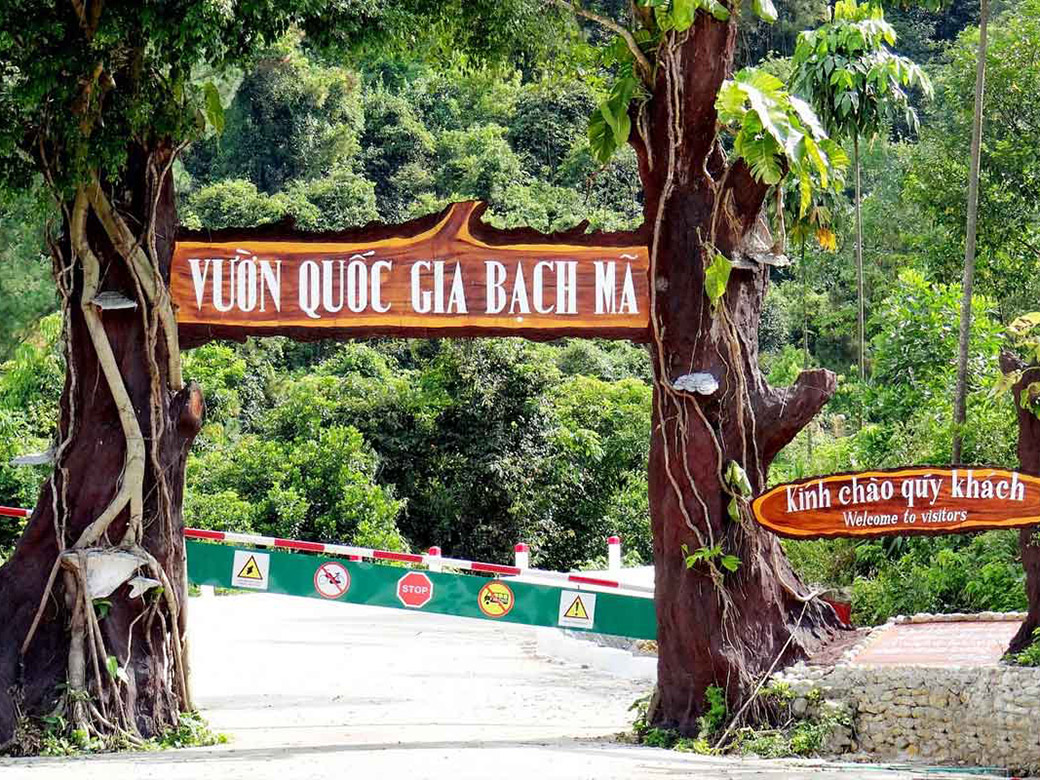 VƯỜN QUỐC GIA BẠCH MÃ
Kính chào quý khách
Welcome to visitors
STOP